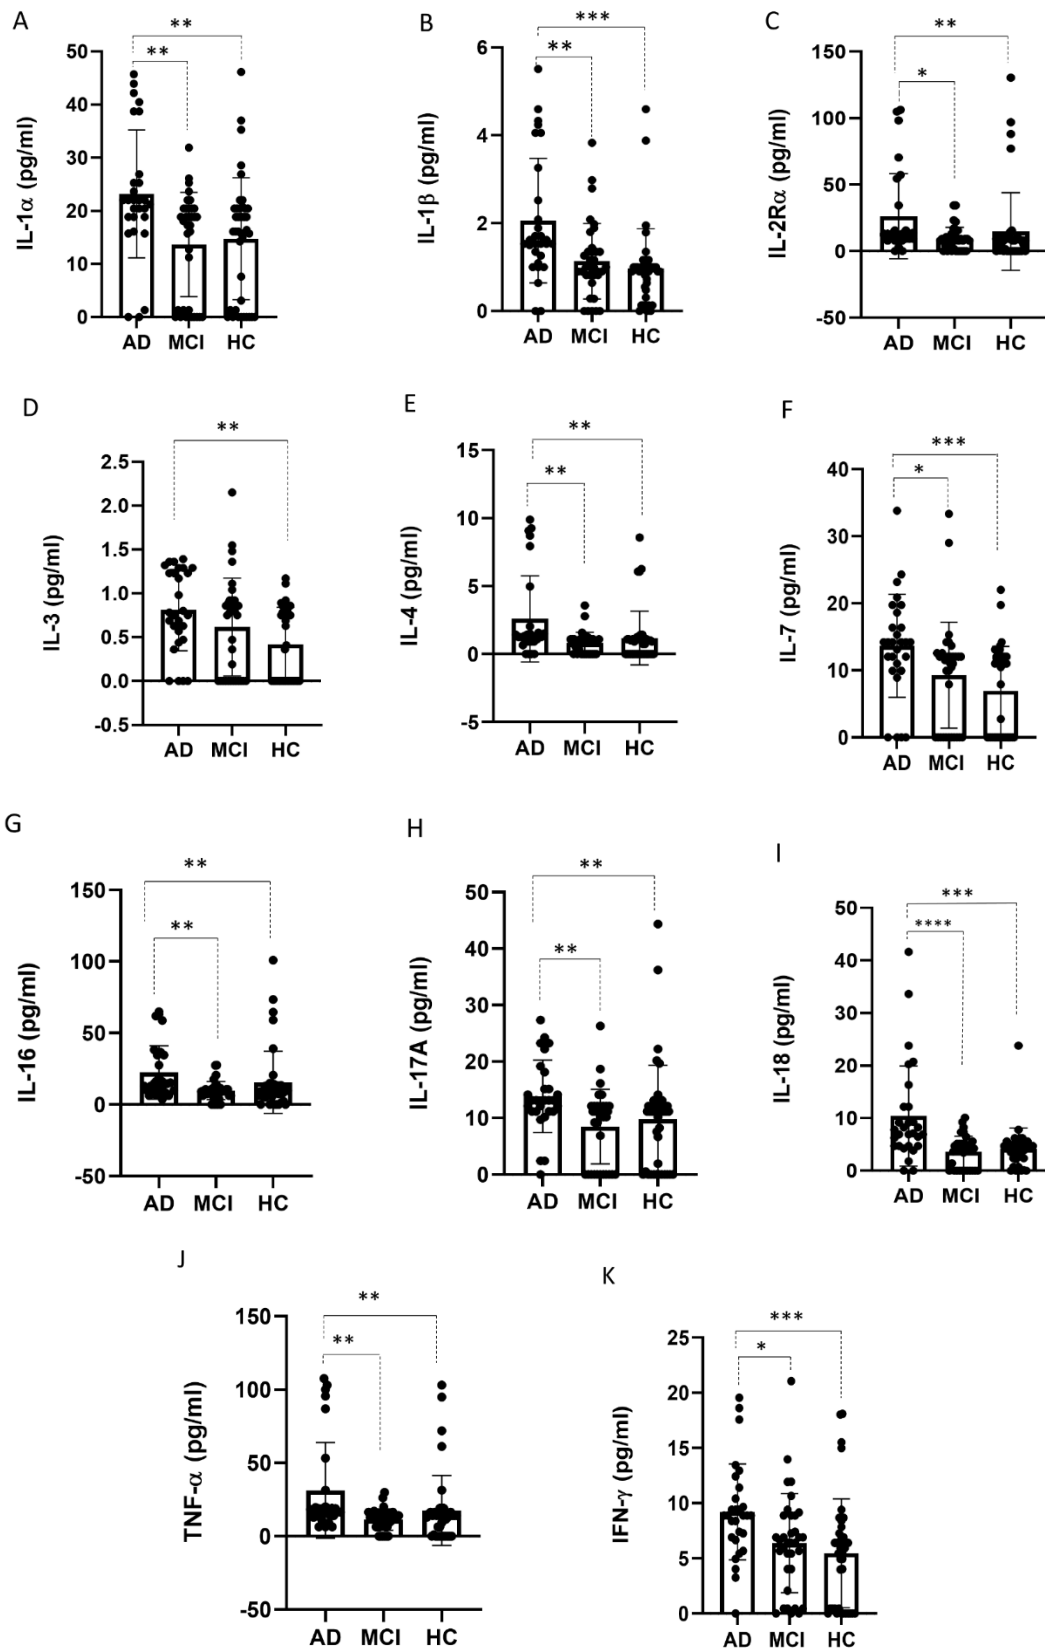 A
**
**
IL-1α (pg/ml)
50
40
30
20
10
0
AD MCI HC
B
***
**
IL-1β (pg/ml)
6
4
2
0
AD MCI HC
C
**
*
IL-2Rα (pg/ml)
150
100
50
0
-50
AD MCI HC
D
**
IL-3 (pg/ml)
2.5
2.0
1.5
1.0
0.5
0.0
-0.5
AD MCI HC
E
**
**
IL-4 (pg/ml)
15
10
5
0
-5
AD MCI HC
F
***
*
IL-7 (pg/ml)
40
30
20
10
0
AD MCI HC
G
**
**
IL-16 (pg/ml)
150
100
50
0
-50
AD MCI HC
H
**
**
IL-17A (pg/ml)
50
40
30
20
10
0
AD MCI HC
I
***
****
IL-18 (pg/ml)
50
40
30
20
10
0
AD MCI HC
J
**
**
TNF-α (pg/ml)
150
100
50
0
-50
AD MCI HC
K
***
*
IFN-γ (pg/ml)
25
20
15
10
5
0
AD MCI HC